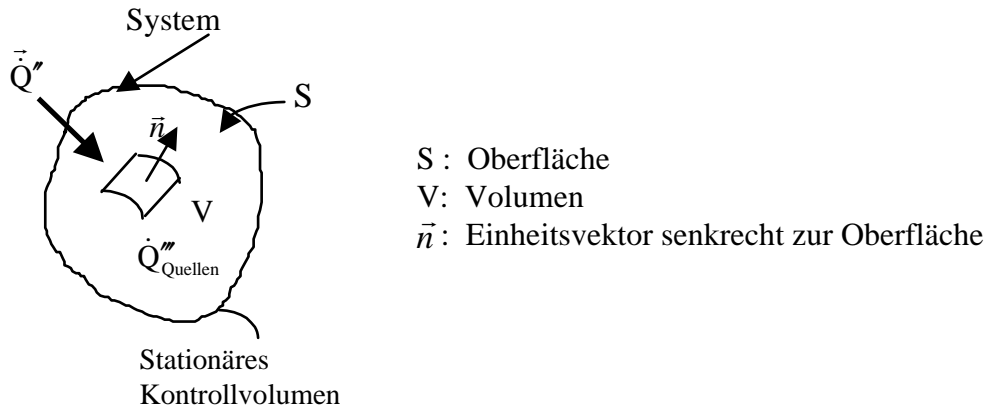 System
Q̇⃗″
S
n⃗
V
Q̇‴Quellen
Stationäres
Kontrollvolumen
S : Oberfläche
V: Volumen
n⃗ : Einheitsvektor senkrecht zur Oberfläche